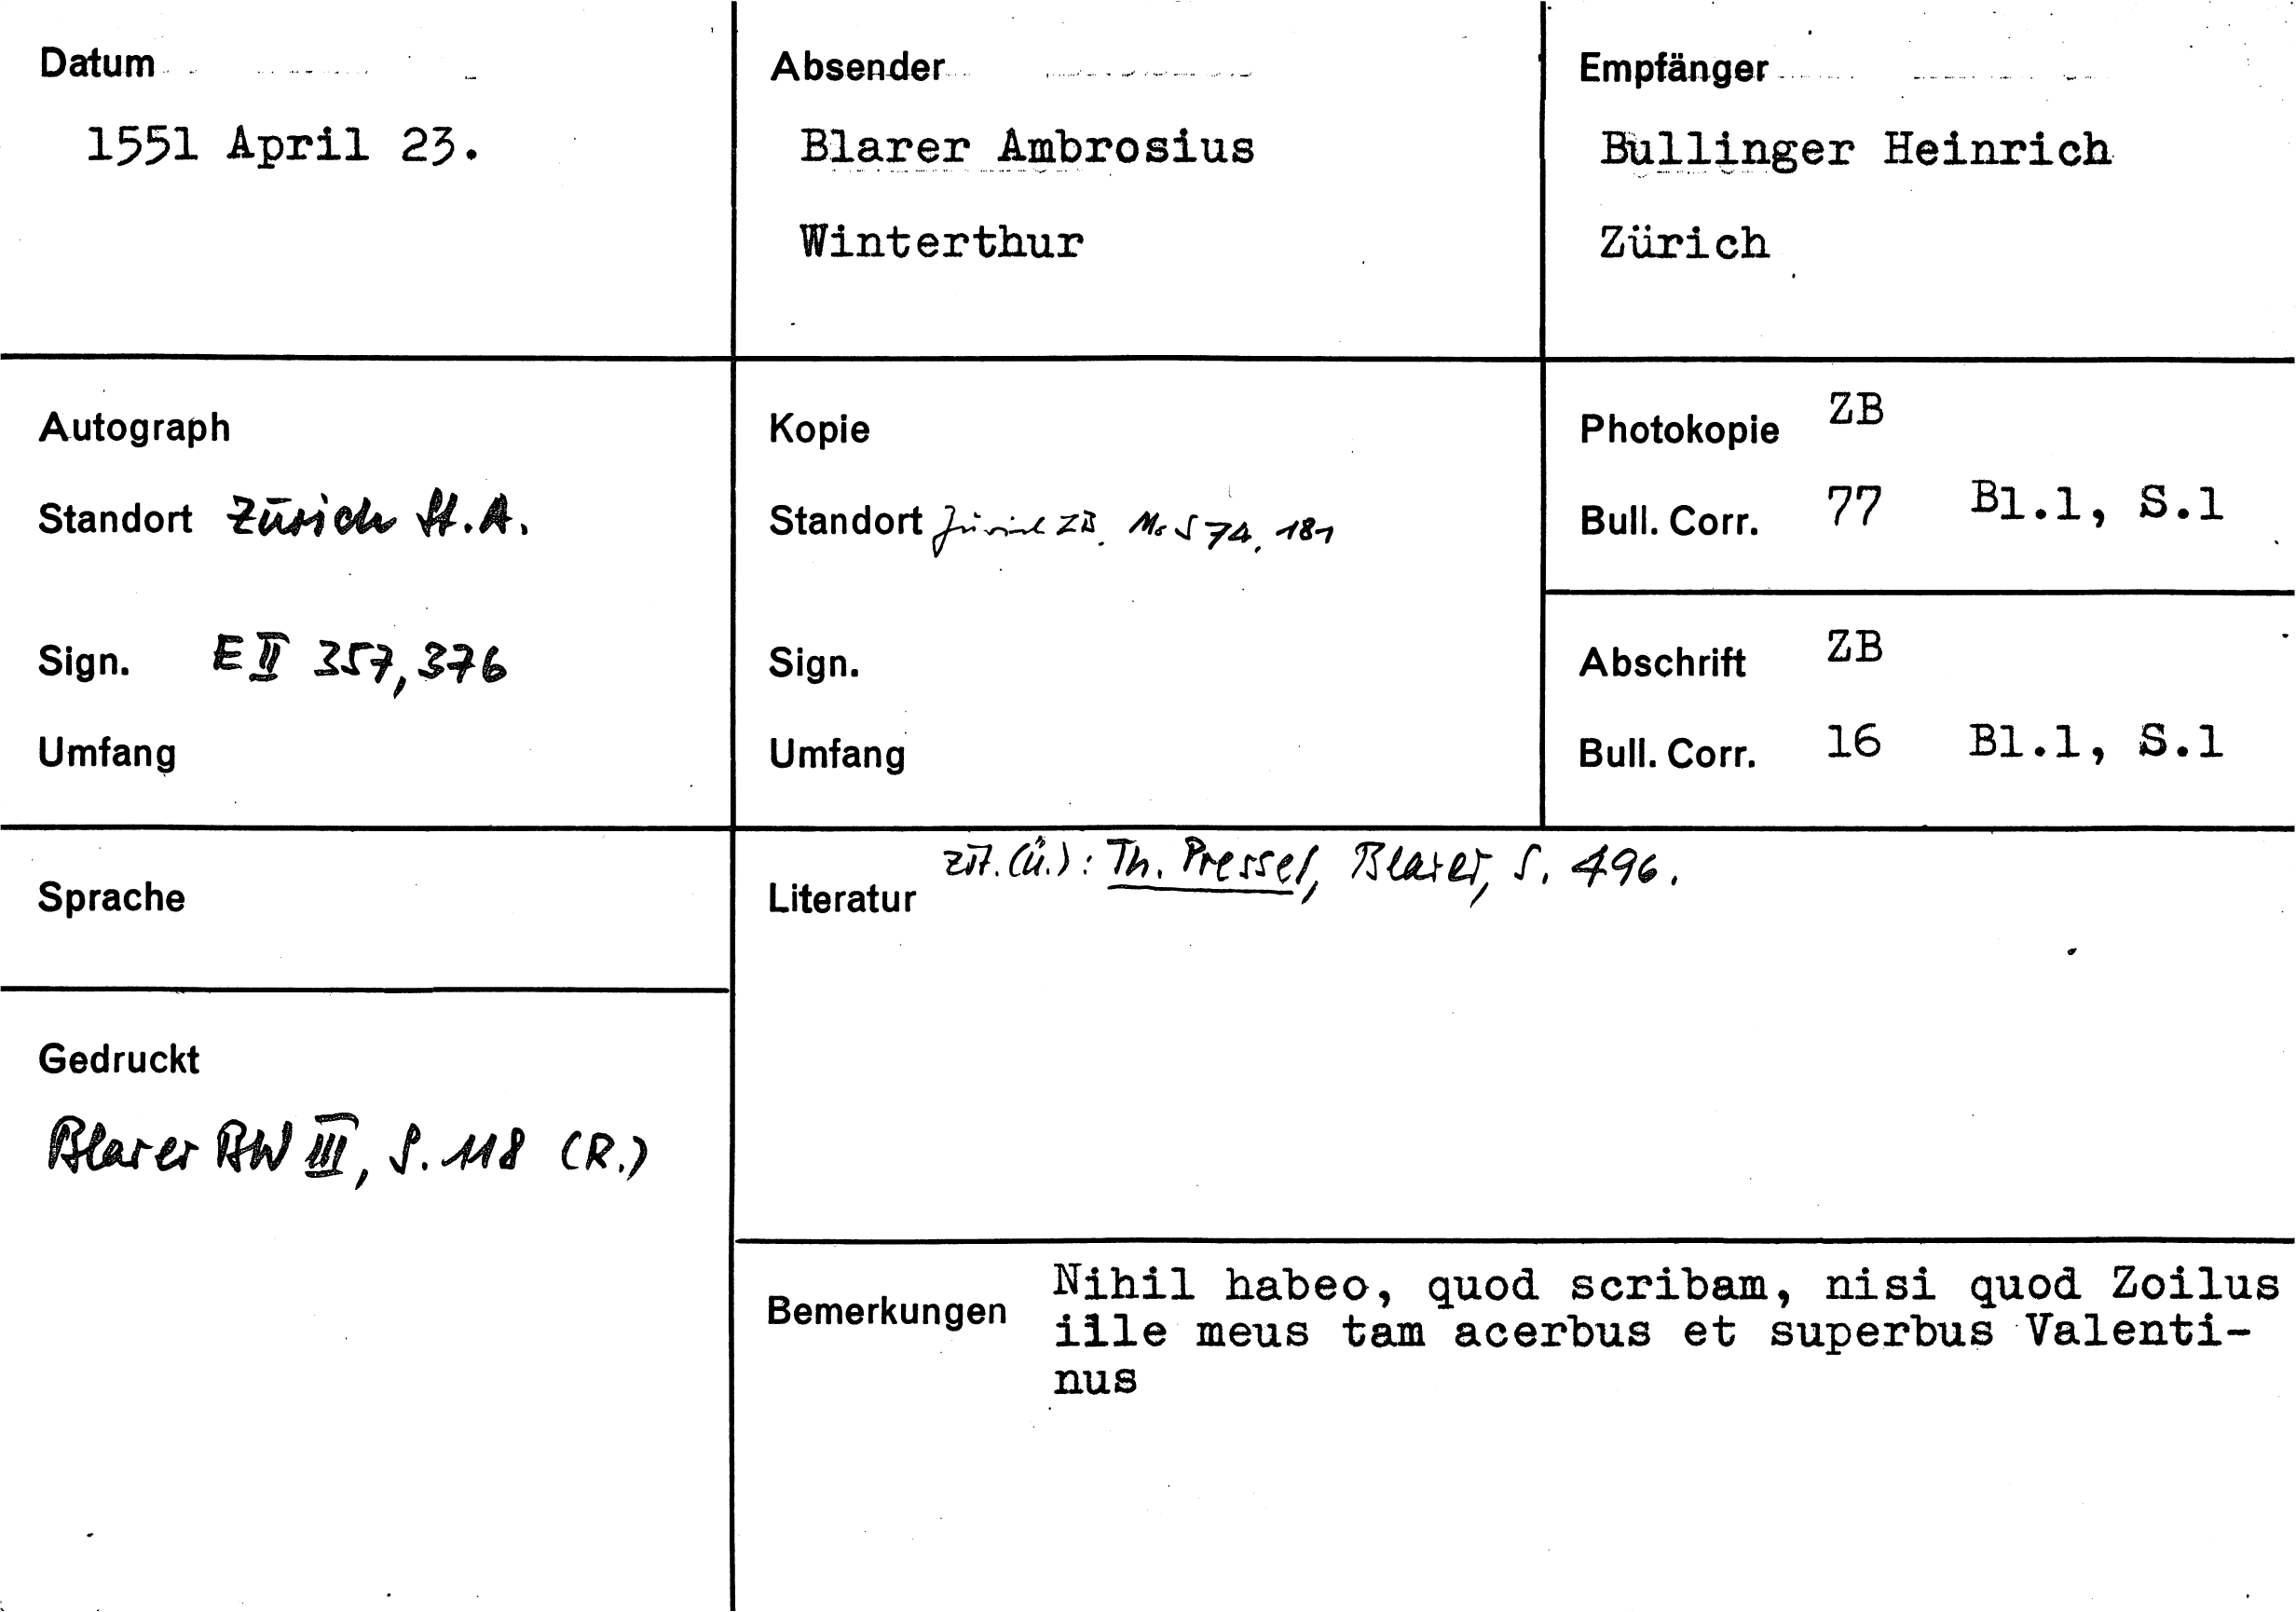 Datum
1551 April 23.
Absender
Blarer Ambrosius
Winterthur
Empfänger
Bullinger Heinrich
Zürich
Autograph
Standort Zürich St.A.
Sign. E II 357,376
Umfang
Kopie
Standort Zürich ZB. Ms S 74, 181
Sign.
Umfang
Photokopie ZB
Bull. Corr. 77 Bl.1, S.1
Abschrift ZB
Bull. Corr. 16 Bl.1, S.1
Sprache
Gedruckt
Blarer BW III, S. 118 (R.)
Literatur zit. (ü.): Th. Pressel, Blarer, S. 496.
Bemerkungen Nihil habeo, quod scribam, nisi quod Zoilus
ille meus tam acerbus et superbus Valenti-
nus